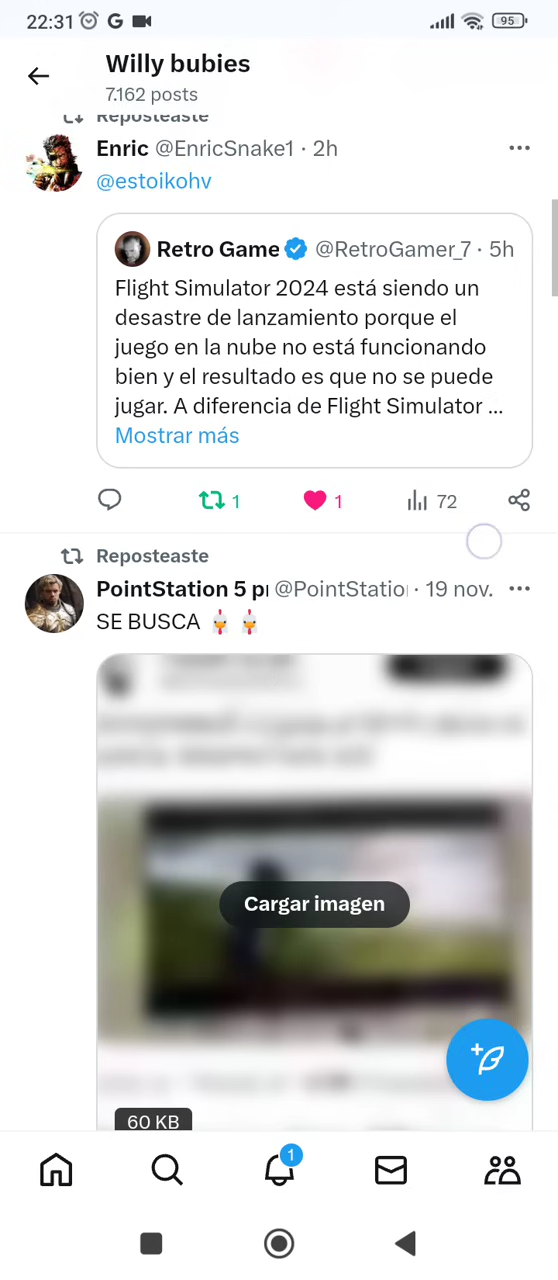 22:31 G 95
Willy bubies
7.162 posts
Reposteaste
Enric @EnricSnake1 · 2h
@estoikohv
Retro Game @RetroGamer_7 · 5h
Flight Simulator 2024 está siendo un
desastre de lanzamiento porque el
juego en la nube no está funcionando
bien y el resultado es que no se puede
jugar. A diferencia de Flight Simulator ...
Mostrar más
1 1 72
Reposteaste
PointStation 5 p @PointStatio · 19 nov.
SE BUSCA
Cargar imagen
60 KB
1